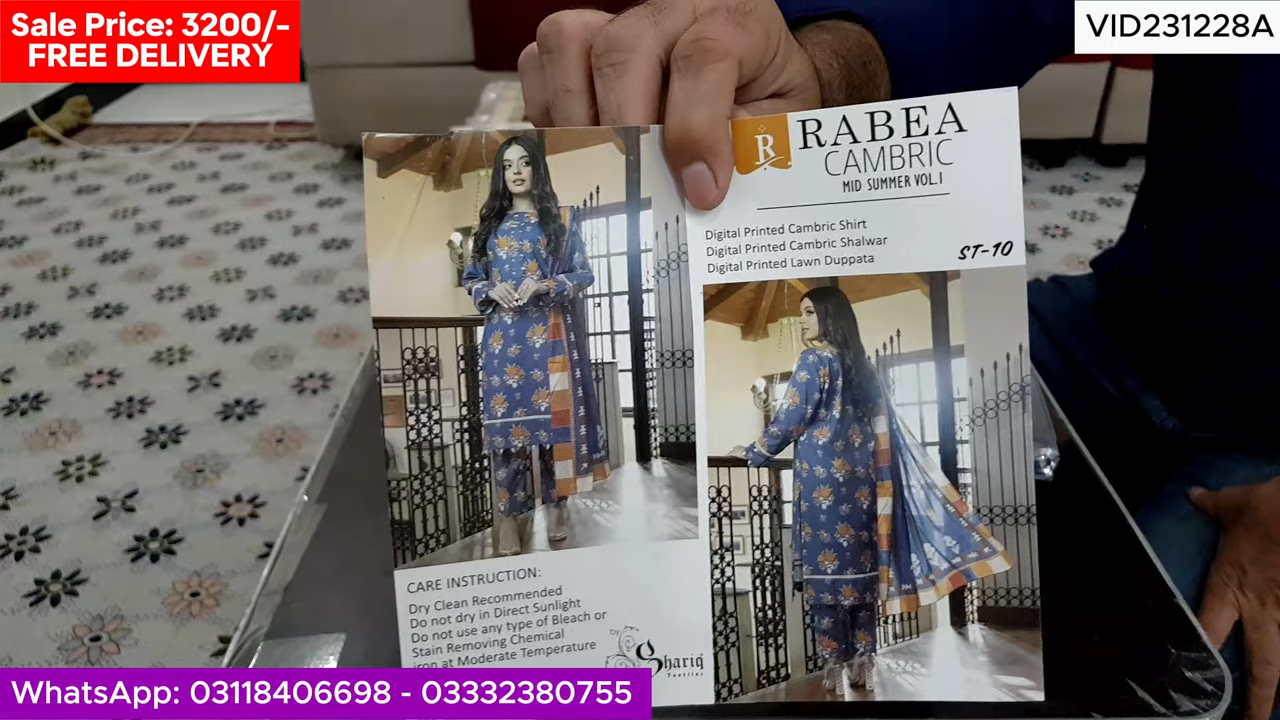 Sale Price: 3200/-
FREE DELIVERY
VID231228A
R
RABEA
CAMBRIC
MID SUMMER VOL.1
Digital Printed Cambric Shirt
Digital Printed Cambric Shalwar
Digital Printed Lawn Duppata
ST-10
CARE INSTRUCTION:
Dry Clean Recommended
Do not dry in Direct Sunlight
Do not use any type of Bleach or
Stain Removing Chemical
iron at Moderate Temperature
by
Shariq
Textiles
WhatsApp: 03118406698 - 03332380755